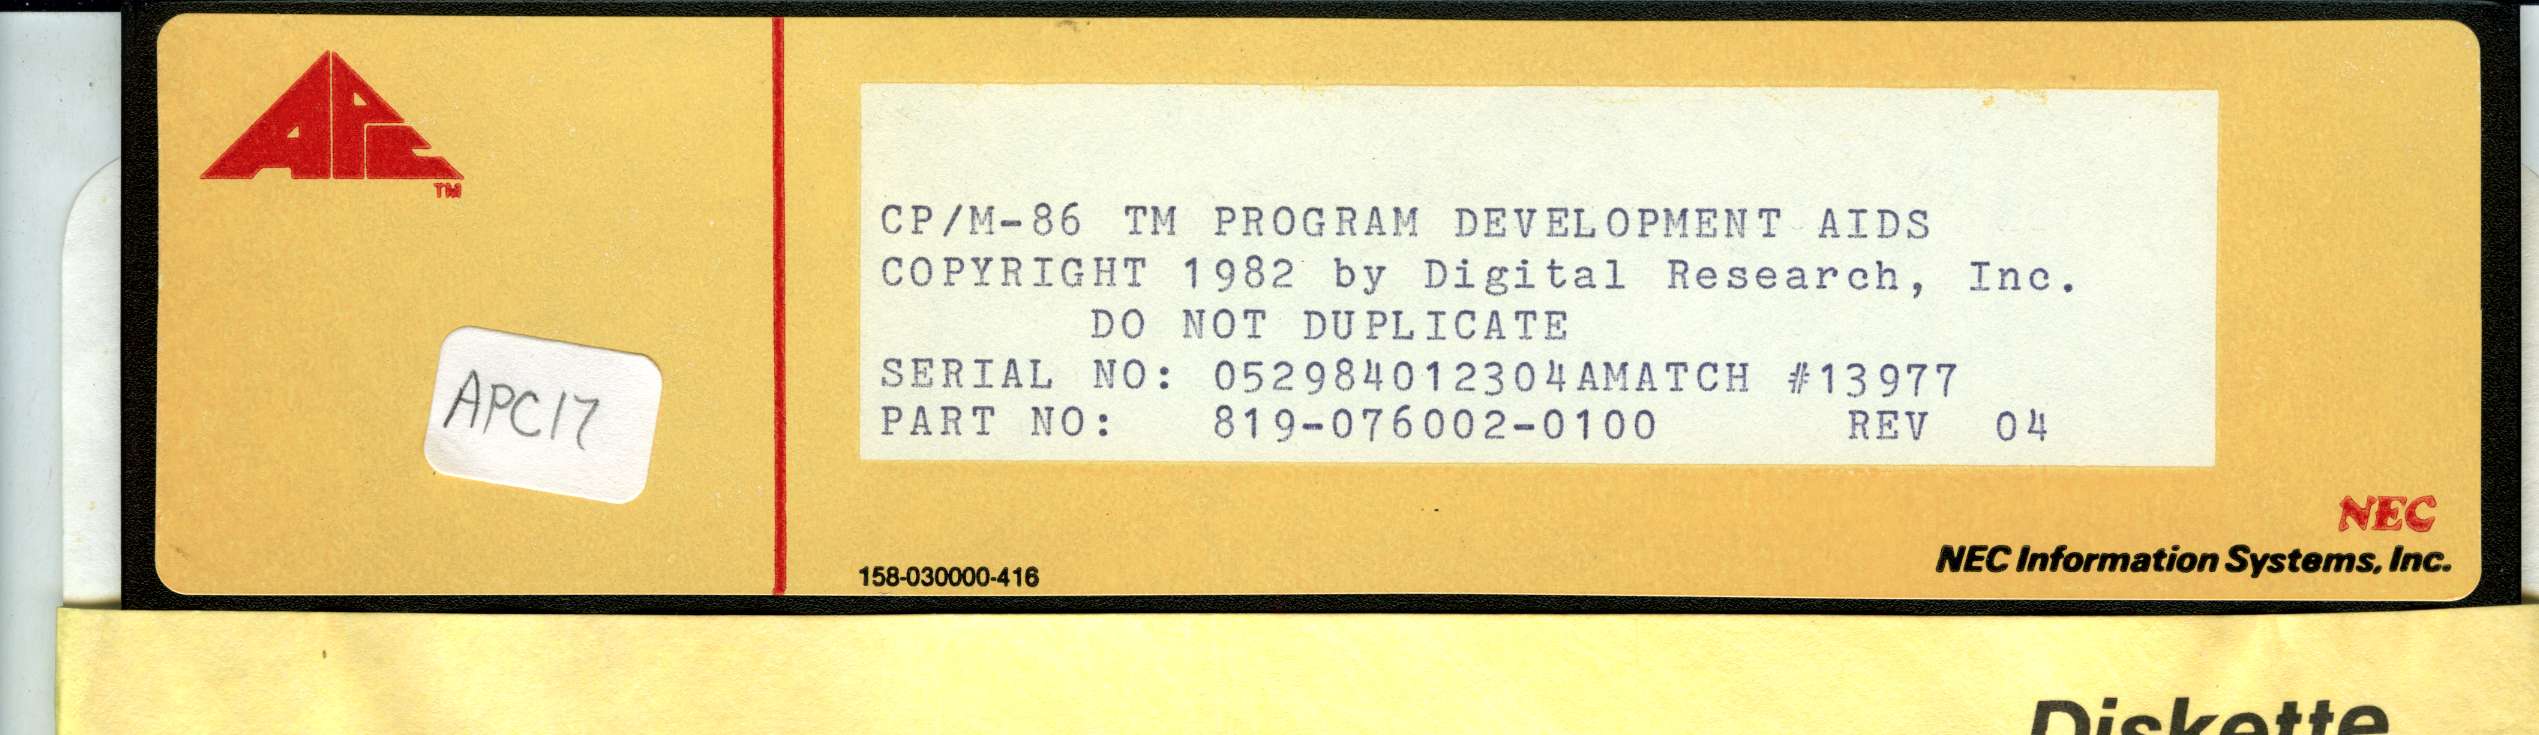 APC TM
CP/M-86 TM PROGRAM DEVELOPMENT AIDS
COPYRIGHT 1982 by Digital Research, Inc.
DO NOT DUPLICATE
SERIAL NO: 052984012304AMATCH #13977
PART NO: 819-076002-0100 REV 04
APC17
NEC
NEC Information Systems, Inc.
158-030000-416
Diskette